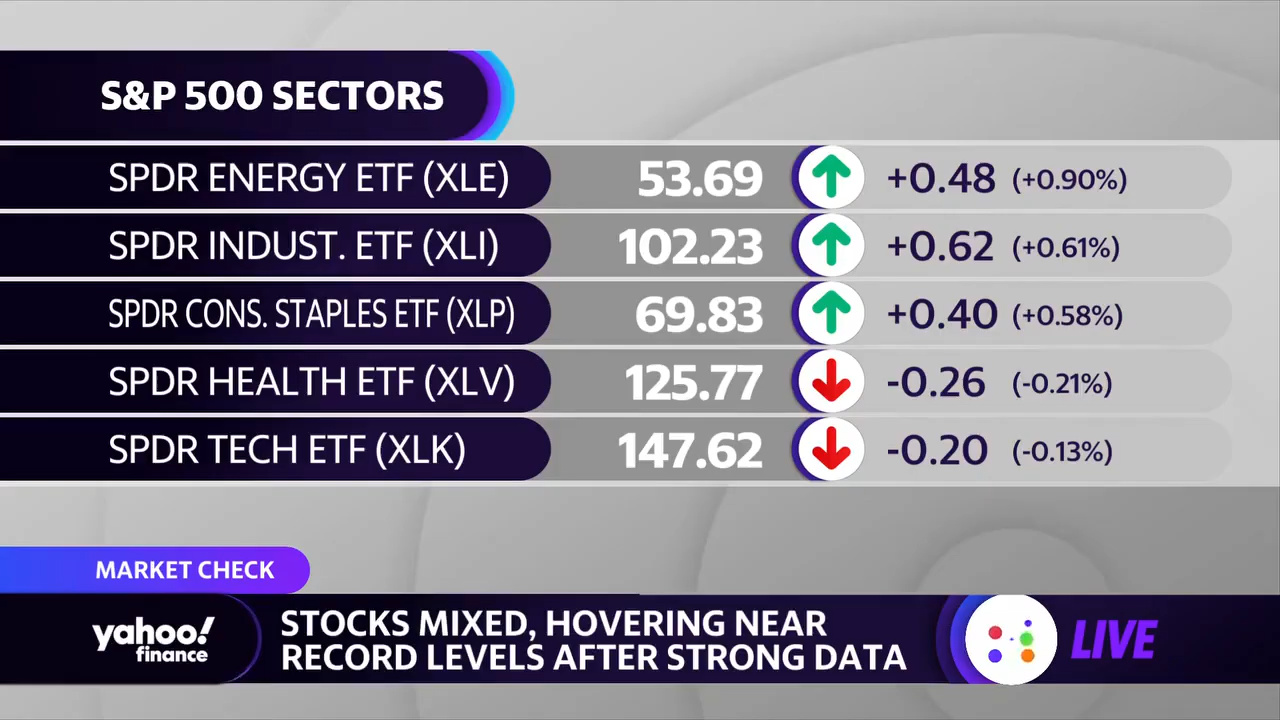 S&P 500 SECTORS
SPDR ENERGY ETF (XLE) 53.69 +0.48 (+0.90%)
SPDR INDUST. ETF (XLI) 102.23 +0.62 (+0.61%)
SPDR CONS. STAPLES ETF (XLP) 69.83 +0.40 (+0.58%)
SPDR HEALTH ETF (XLV) 125.77 -0.26 (-0.21%)
SPDR TECH ETF (XLK) 147.62 -0.20 (-0.13%)
MARKET CHECK
yahoo!
finance
STOCKS MIXED, HOVERING NEAR
RECORD LEVELS AFTER STRONG DATA
LIVE